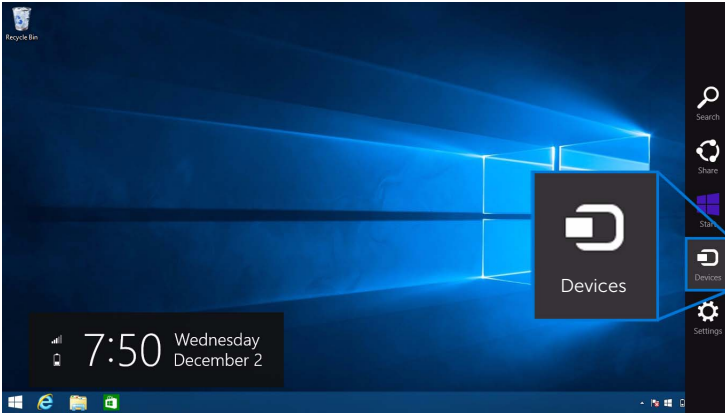 Recycle Bin
Search
Share
Start
Devices
Devices
Settings
7:50
Wednesday
December 2